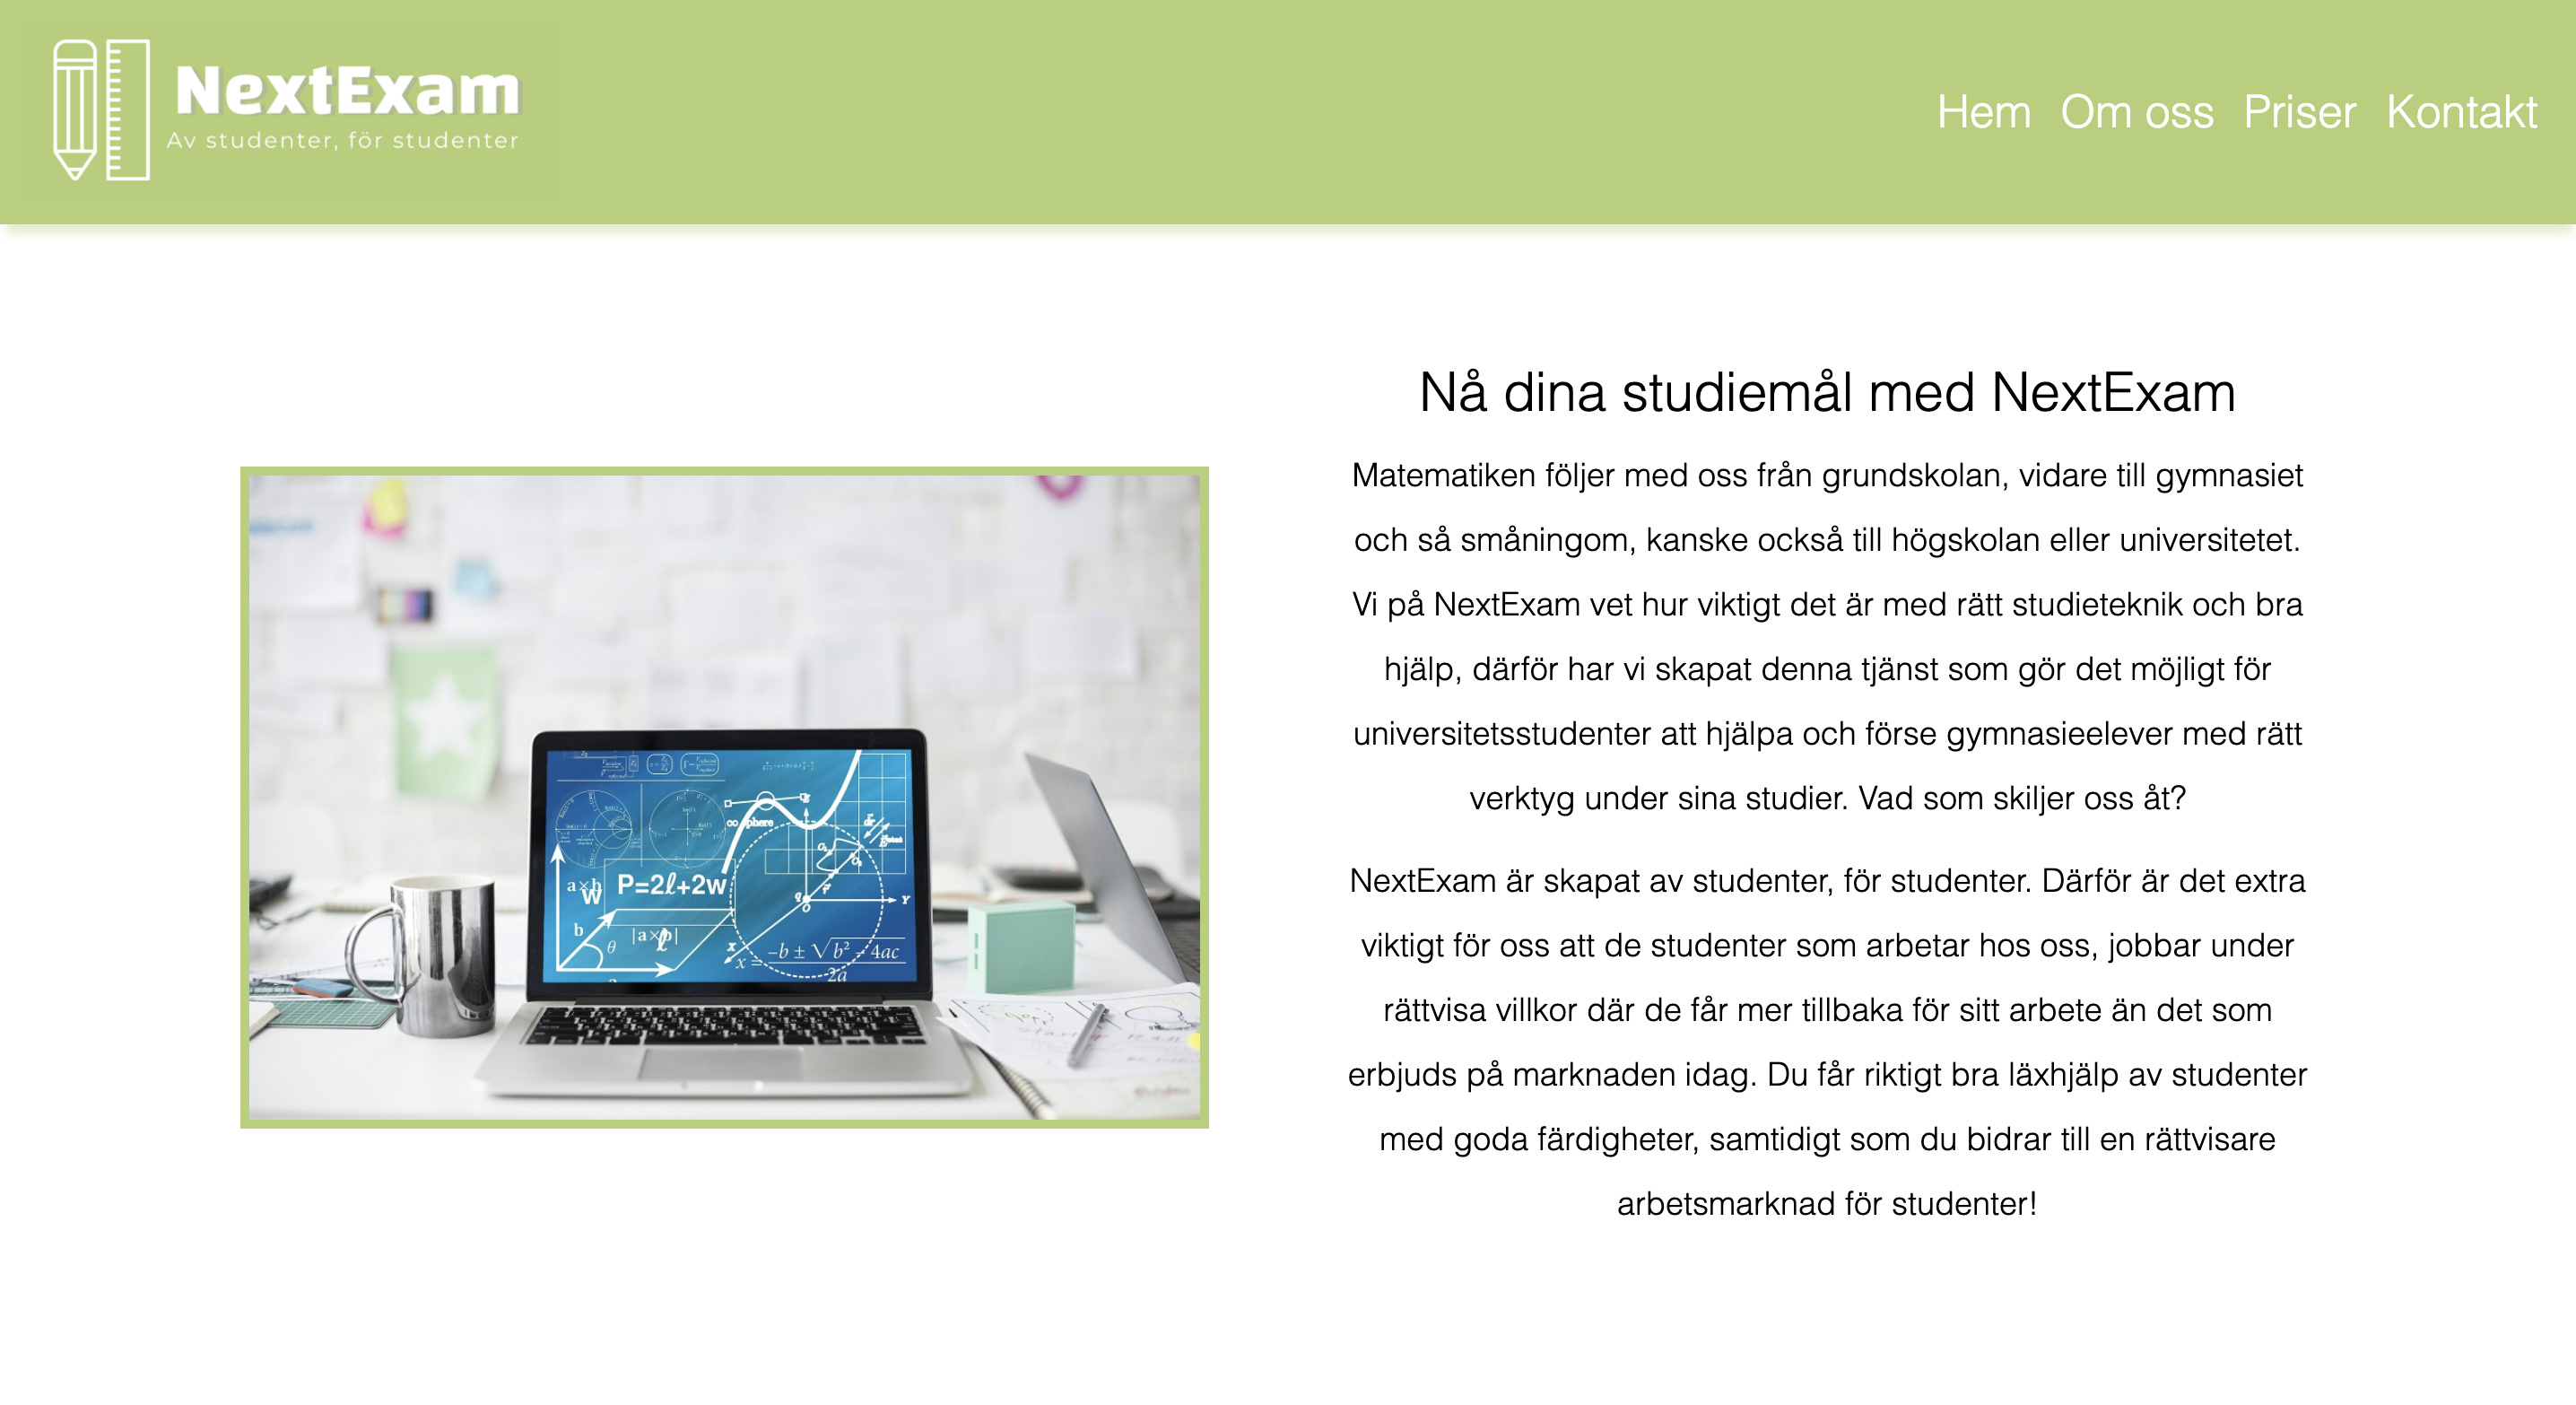 NextExam
Av studenter, för studenter
Hem Om oss Priser Kontakt
Nå dina studiemål med NextExam
Matematiken följer med oss från grundskolan, vidare till gymnasiet
och så småningom, kanske också till högskolan eller universitetet.
Vi på NextExam vet hur viktigt det är med rätt studieteknik och bra
hjälp, därför har vi skapat denna tjänst som gör det möjligt för
universitetsstudenter att hjälpa och förse gymnasieelever med rätt
verktyg under sina studier. Vad som skiljer oss åt?
NextExam är skapat av studenter, för studenter. Därför är det extra
viktigt för oss att de studenter som arbetar hos oss, jobbar under
rättvisa villkor där de får mer tillbaka för sitt arbete än det som
erbjuds på marknaden idag. Du får riktigt bra läxhjälp av studenter
med goda färdigheter, samtidigt som du bidrar till en rättvisare
arbetsmarknad för studenter!
∞ sphere
a×b
w
P=2ℓ+2w
b
θ
|a×b|
ℓ
q
O
Y
x
x = −b ± √b² − 4ac
2a